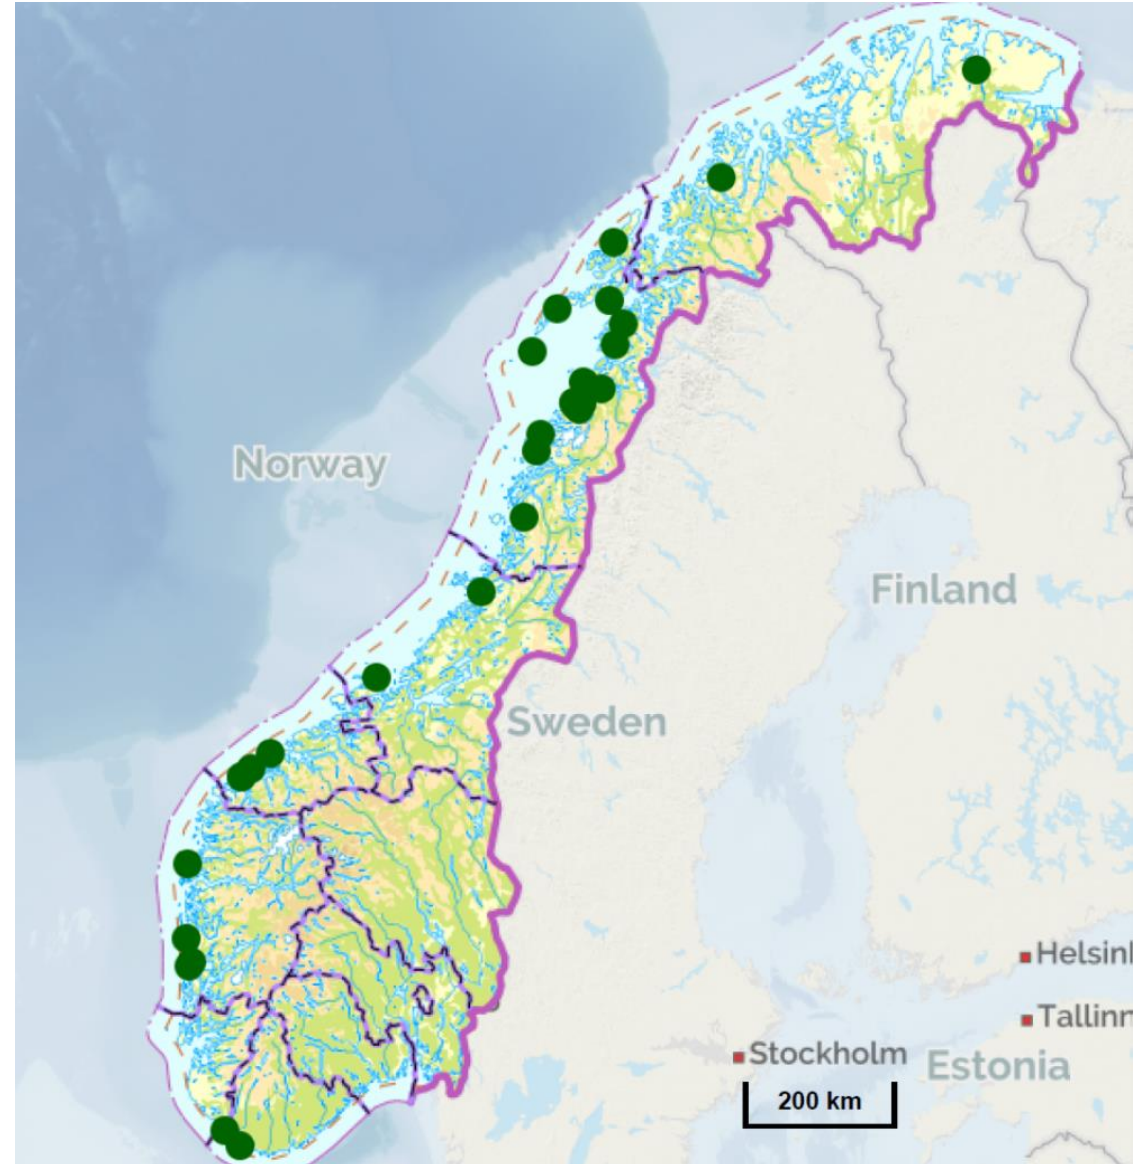 Norway
Finland
Sweden
Helsinl
Tallinn
Stockholm
Estonia
200 km